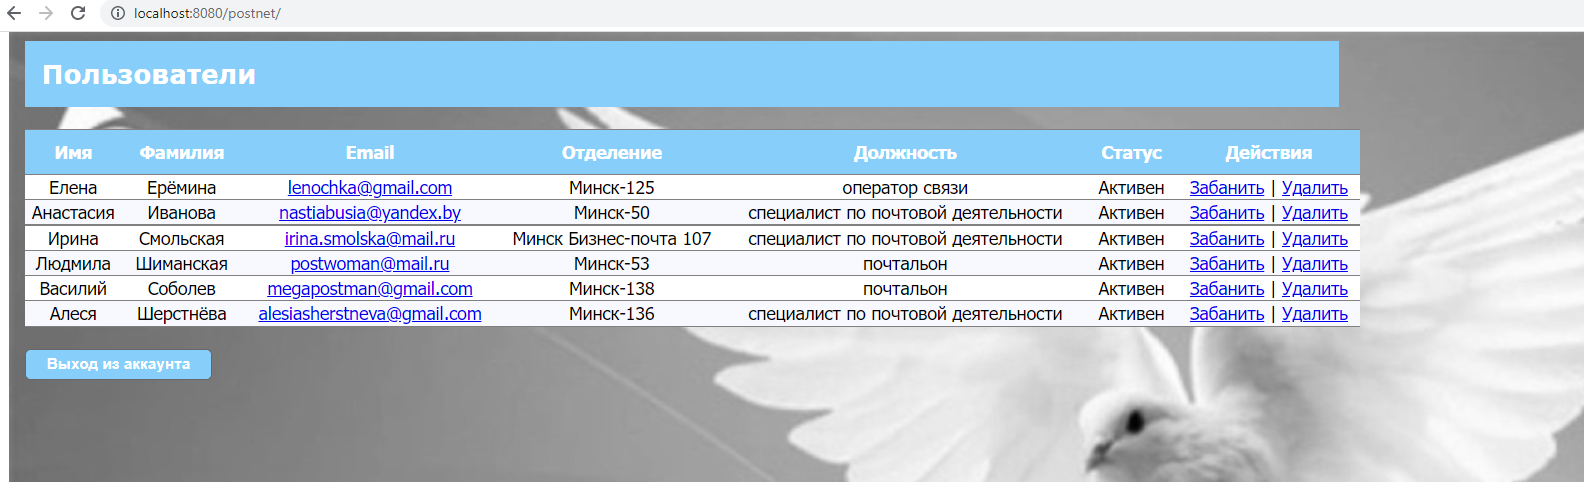 localhost:8080/postnet/
Пользователи
Имя Фамилия Email Отделение Должность Статус Действия
Елена Ерёмина lenochka@gmail.com Минск-125 оператор связи Активен Забанить | Удалить
Анастасия Иванова nastiabusia@yandex.by Минск-50 специалист по почтовой деятельности Активен Забанить | Удалить
Ирина Смольская irina.smolska@mail.ru Минск Бизнес-почта 107 специалист по почтовой деятельности Активен Забанить | Удалить
Людмила Шиманская postwoman@mail.ru Минск-53 почтальон Активен Забанить | Удалить
Василий Соболев megapostman@gmail.com Минск-138 почтальон Активен Забанить | Удалить
Алеся Шерстнёва alesiasherstneva@gmail.com Минск-136 специалист по почтовой деятельности Активен Забанить | Удалить
Выход из аккаунта